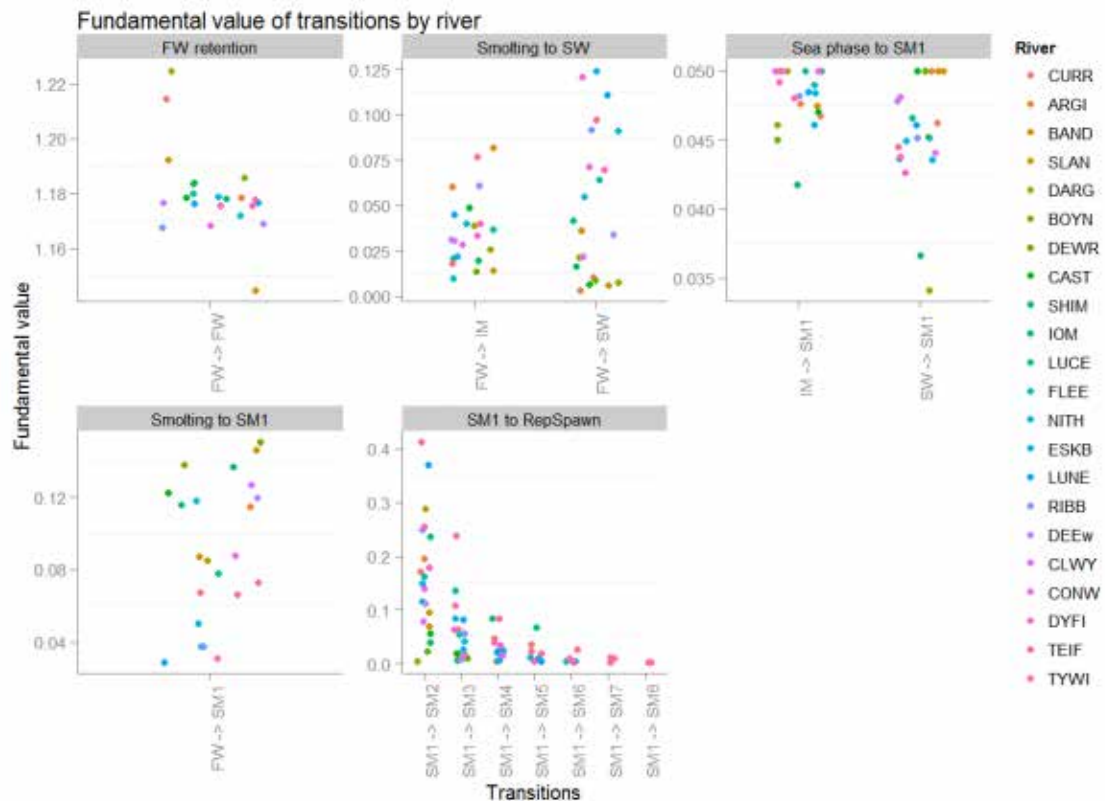 Fundamental value of transitions by river
FW retention
Smolting to SW
Sea phase to SM1
1.22
1.20
1.18
1.16
0.125
0.100
0.075
0.050
0.025
0.000
0.050
0.045
0.040
0.035
FW -> FW
FW -> IM
FW -> SW
IM -> SM1
SW -> SM1
Fundamental value
Smolting to SM1
SM1 to RepSpawn
0.12
0.08
0.04
0.4
0.3
0.2
0.1
0.0
FW -> SM1
SM1 -> SM2
SM1 -> SM3
SM1 -> SM4
SM1 -> SM5
SM1 -> SM6
SM1 -> SM7
SM1 -> SM8
Transitions
River
CURR
ARGI
BAND
SLAN
DARG
BOYN
DEWR
CAST
SHIM
IOM
LUCE
FLEE
NITH
ESKB
LUNE
RIBB
DEEw
CLWY
CONW
DYFI
TEIF
TYWI